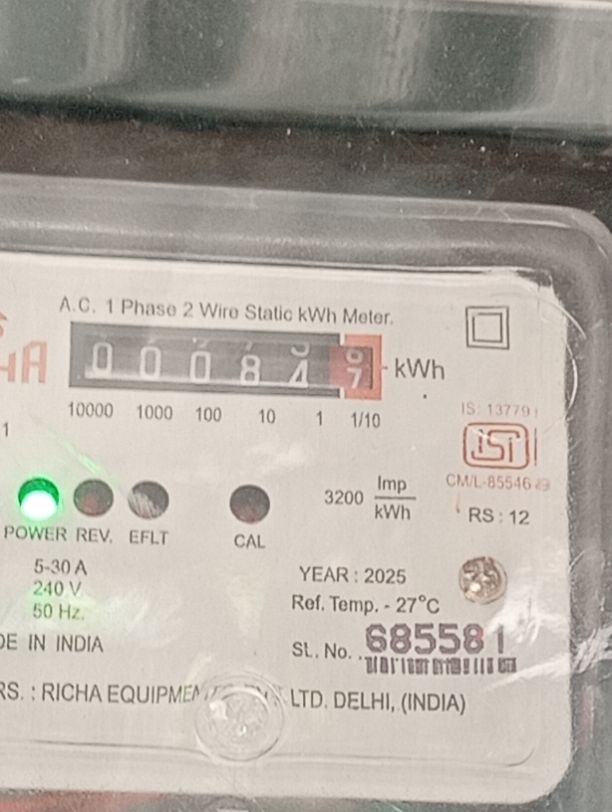 A.C. 1 Phase 2 Wire Static kWh Meter.
0 0 0 8 4 7 kWh
10000 1000 100 10 1 1/10
IS: 13779
ISI
CM/L-85546
3200 Imp/kWh
RS : 12
POWER REV. EFLT CAL
5-30 A
240 V
50 Hz.
YEAR : 2025
Ref. Temp. - 27°C
DE IN INDIA
SL. No. . 685581
RS. : RICHA EQUIPMEN LTD. DELHI, (INDIA)